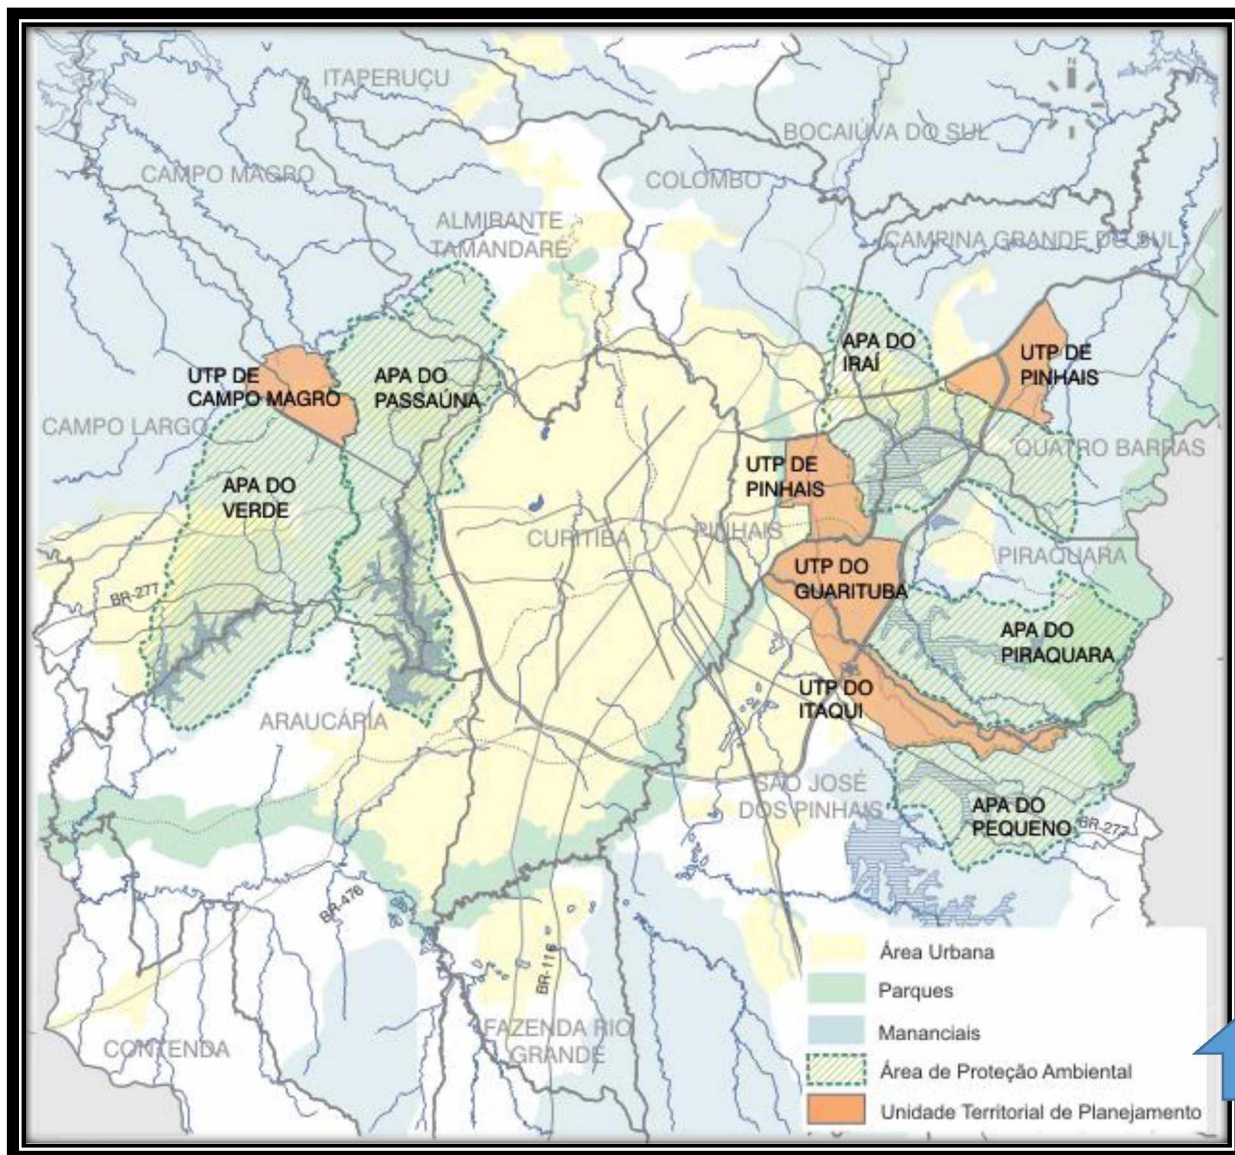 N
ITAPERUÇU
BOCAIÚVA DO SUL
CAMPO MAGRO
COLOMBO
ALMIRANTE
TAMANDARÉ
CAMPINA GRANDE DO SUL
APA DO
IRAÍ
UTP DE
PINHAIS
UTP DE
CAMPO MAGRO
APA DO
PASSAÚNA
CAMPO LARGO
QUATRO BARRAS
UTP DE
PINHAIS
APA DO
VERDE
CURITIBA
PINHAIS
PIRAQUARA
UTP DO
GUARITUBA
BR-277
APA DO
PIRAQUARA
UTP DO
ITAQUI
ARAUCÁRIA
SÃO JOSÉ
DOS PINHAIS
APA DO
PEQUENO
BR-277
BR-476
BR-116
FAZENDA RIO
GRANDE
CONTENDA
Área Urbana
Parques
Mananciais
Área de Proteção Ambiental
Unidade Territorial de Planejamento